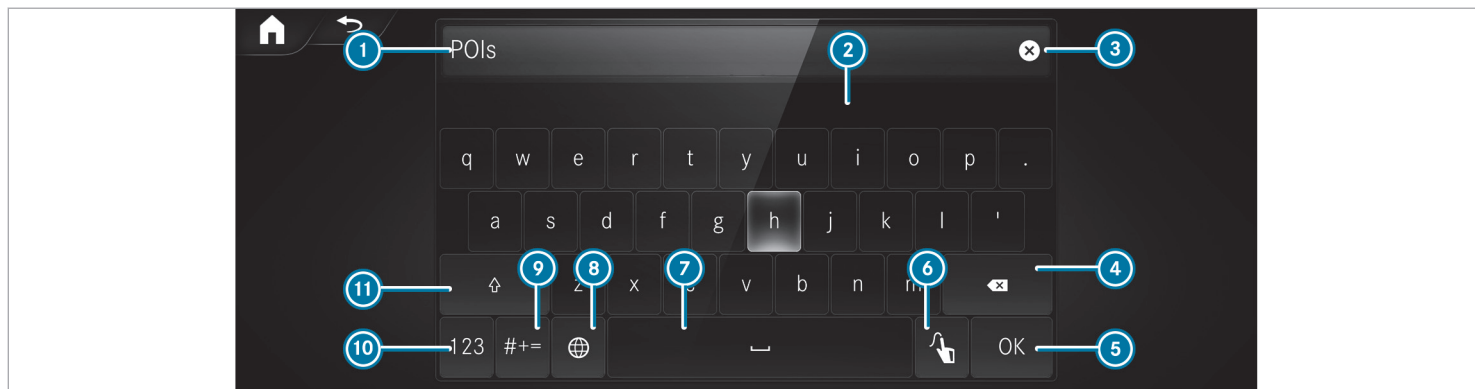 1 POIs 2 3
q w e r t y u i o p .
a s d f g h j k l '
11 9 z 8 x c 7 v b n m 6 4
10 123 #+= OK 5